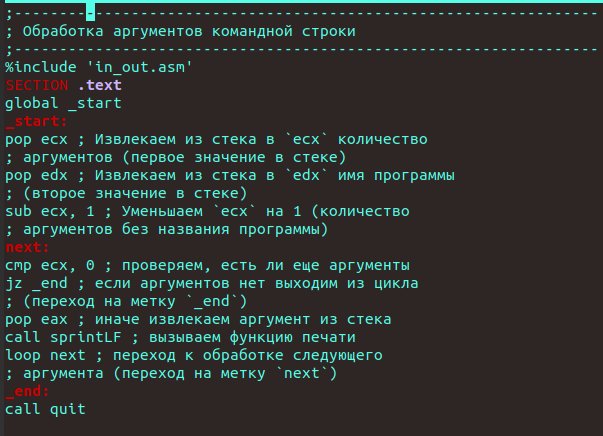 ;-----------------------------------------------------------------
; Обработка аргументов командной строки
;-----------------------------------------------------------------
%include 'in_out.asm'
SECTION .text
global _start
_start:
pop ecx ; Извлекаем из стека в `ecx` количество
; аргументов (первое значение в стеке)
pop edx ; Извлекаем из стека в `edx` имя программы
; (второе значение в стеке)
sub ecx, 1 ; Уменьшаем `ecx` на 1 (количество
; аргументов без названия программы)
next:
cmp ecx, 0 ; проверяем, есть ли еще аргументы
jz _end ; если аргументов нет выходим из цикла
; (переход на метку `_end`)
pop eax ; иначе извлекаем аргумент из стека
call sprintLF ; вызываем функцию печати
loop next ; переход к обработке следующего
; аргумента (переход на метку `next`)
_end:
call quit